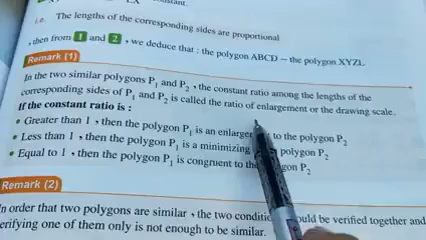 constant.
i.e. The lengths of the corresponding sides are proportional
, then from 1 and 2 , we deduce that : the polygon ABCD ~ the polygon XYZL
Remark (1)
In the two similar polygons P1 and P2 , the constant ratio among the lengths of the
corresponding sides of P1 and P2 is called the ratio of enlargement or the drawing scale.
If the constant ratio is :
• Greater than 1 , then the polygon P1 is an to the polygon P2
• Less than 1 , then the polygon P1 is a minimizing polygon P2
• Equal to 1 , then the polygon P1 is congruent to P2
Remark (2)
In order that two polygons are similar , the two be verified together and
verifying one of them only is not enough to be similar.